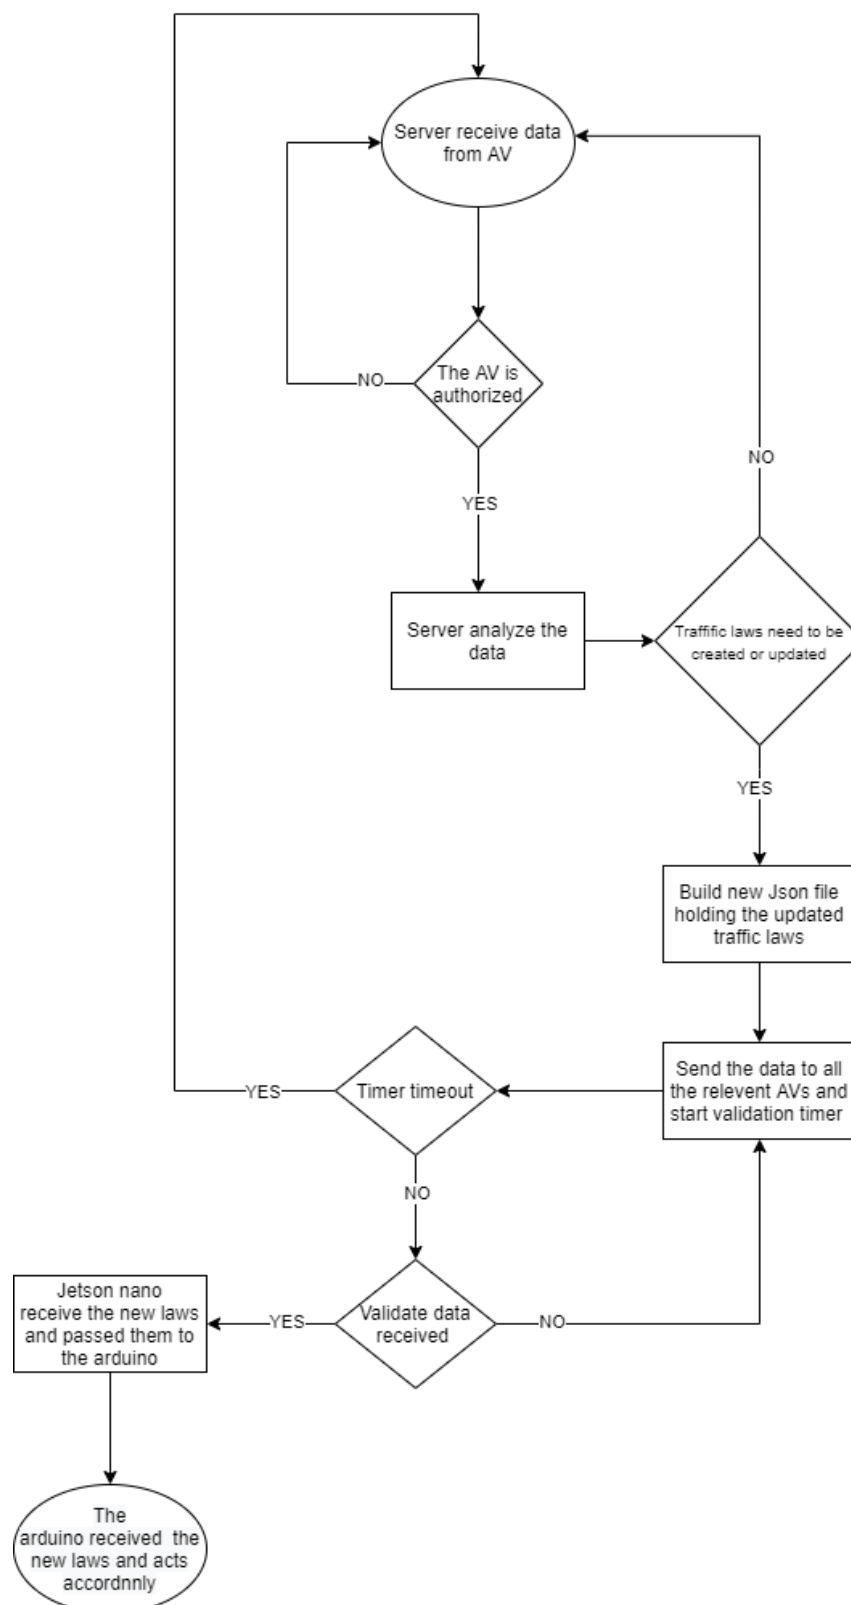 Server receive data
from AV
The AV is
authorized
NO
YES
NO
Server analyze the
data
Traffific laws need to be
created or updated
YES
Build new Json file
holding the updated
traffic laws
Send the data to all
the relevent AVs and
start validation timer
Timer timeout
YES
NO
Validate data
received
YES
NO
Jetson nano
receive the new laws
and passed them to
the arduino
The
arduino received the
new laws and acts
accordnnly